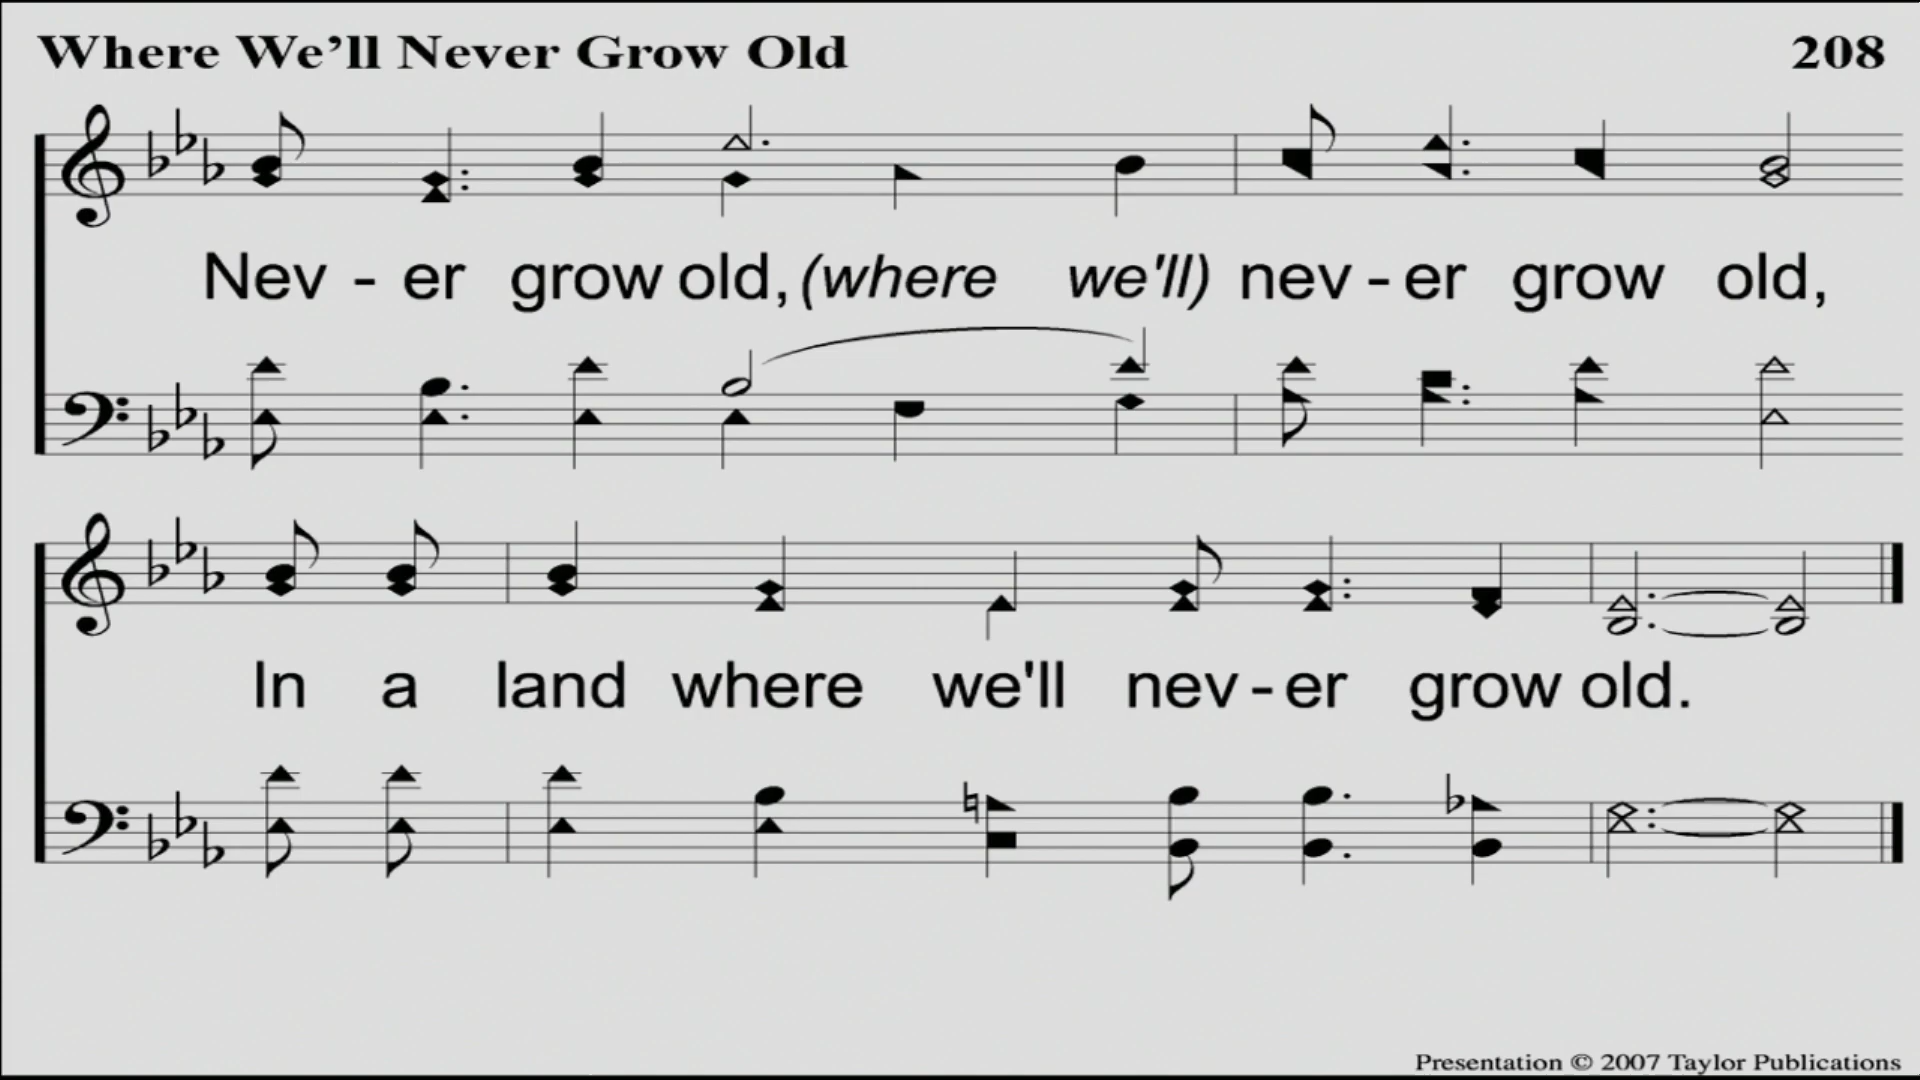 Where We’ll Never Grow Old 208
Nev - er grow old, (where we'll) nev - er grow old,
In a land where we'll nev - er grow old.
Presentation © 2007 Taylor Publications